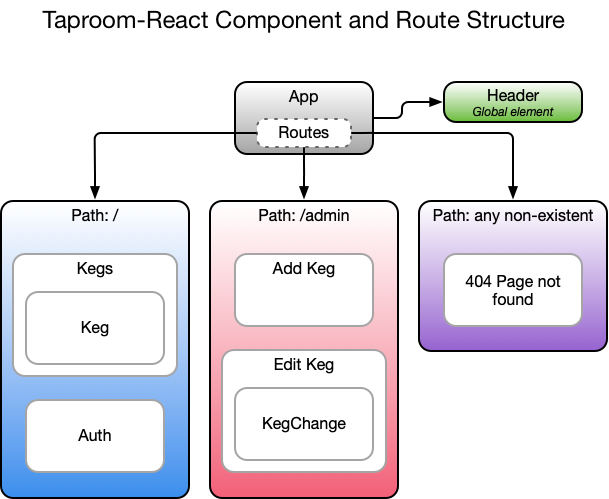 Taproom-React Component and Route Structure
App
Header
Global element
Routes
Path: /
Path: /admin
Path: any non-existent
Kegs
Keg
Auth
Add Keg
Edit Keg
KegChange
404 Page not
found